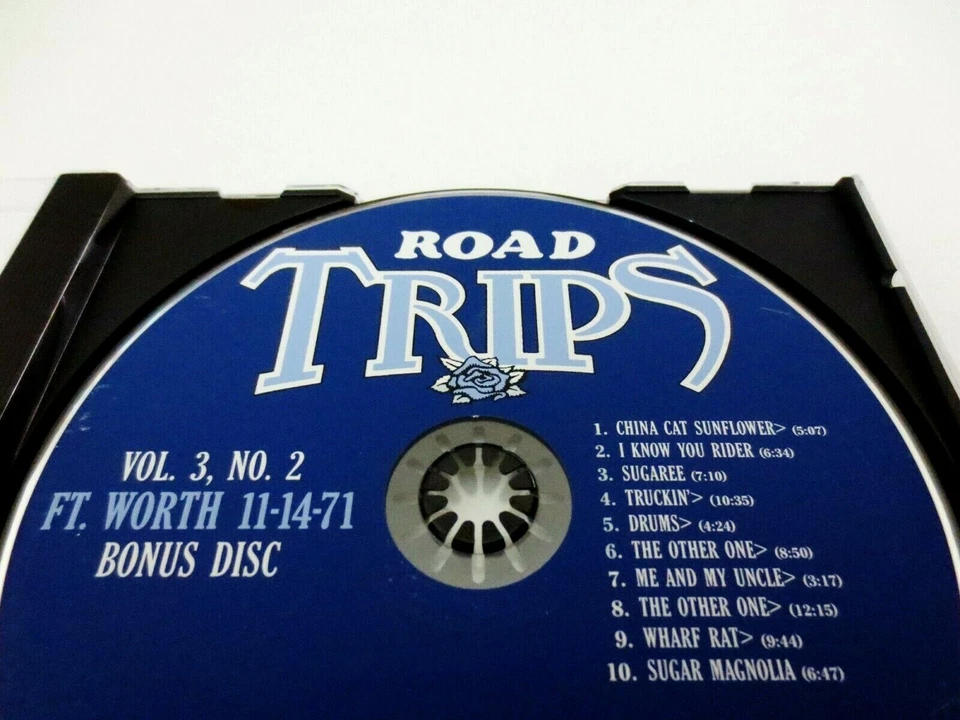 ROAD
TRIPS
VOL. 3, NO. 2
FT. WORTH 11-14-71
BONUS DISC
1. CHINA CAT SUNFLOWER> (5:07)
2. I KNOW YOU RIDER (6:34)
3. SUGAREE (7:10)
4. TRUCKIN'> (10:35)
5. DRUMS> (4:24)
6. THE OTHER ONE> (8:50)
7. ME AND MY UNCLE> (3:17)
8. THE OTHER ONE> (12:15)
9. WHARF RAT> (9:44)
10. SUGAR MAGNOLIA (6:47)